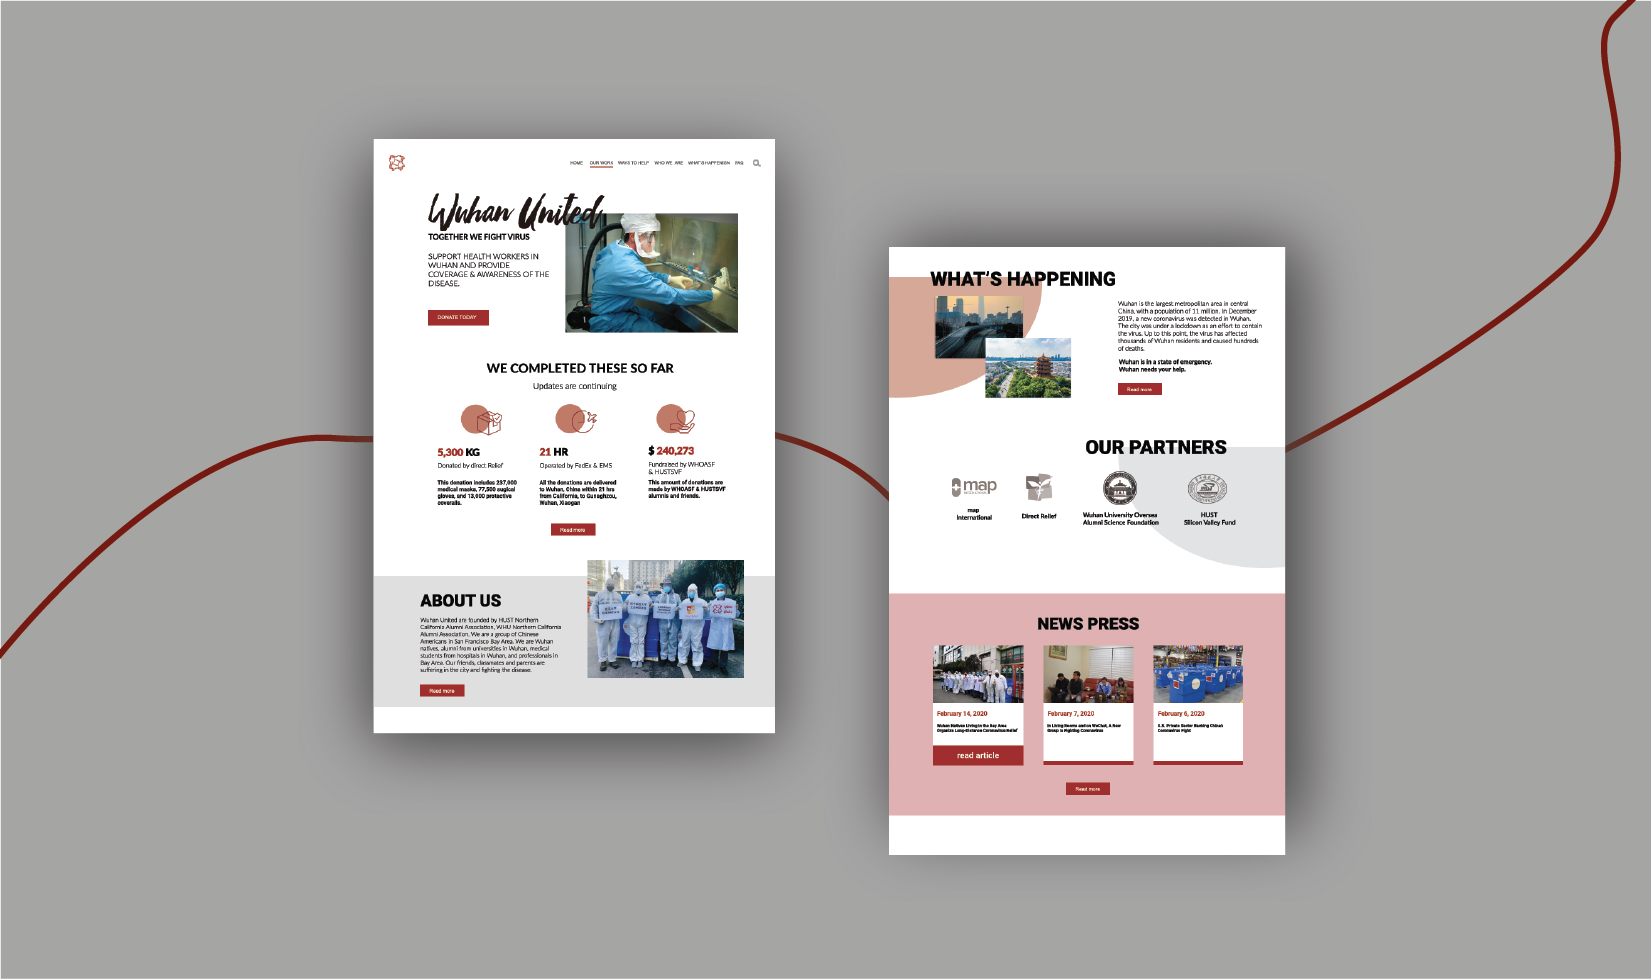 HOME OUR WORK WAYS TO HELP WHO WE ARE WHAT'S HAPPENIGN FAQ
Wuhan United
TOGETHER WE FIGHT VIRUS
SUPPORT HEALTH WORKERS IN
WUHAN AND PROVIDE
COVERAGE & AWARENESS OF THE
DISEASE.
DONATE TODAY
WE COMPLETED THESE SO FAR
Updates are continuing
5,300 KG
Donated by direct Relief
This donation includes 237,000
medical masks, 77,500 sugical
gloves, and 13,000 protective
coveralls.
21 HR
Operated by FedEx & EMS
All the donations are delivered
to Wuhan, China within 21 hrs
from California, to Gunaghzou,
Wuhan, Xiaogan
$ 240,273
Fundraised by WHOASF
& HUSTSVF
This amount of donations are
made by WHOASF & HUSTSVF
alumnis and friends.
Read more
ABOUT US
Wuhan United are founded by HUST Northern
California Alumni Association, WHU Northern California
Alumni Association. We are a group of Chinese
Americans in San Francisco Bay Area. We are Wuhan
natives, alumni from universities in Wuhan, medical
students from hospitals in Wuhan, and professionals in
Bay Area. Our friends, classmates and parents are
suffering in the city and fighting the disease.
Read more
WHAT'S HAPPENING
Wuhan is the largest metropolitan area in central
China, with a population of 11 million. In December
2019, a new coronavirus was detected in Wuhan.
The city was under a lockdown as an effort to contain
the virus. Up to this point, the virus has affected
thousands of Wuhan residents and caused hundreds
of deaths.
Wuhan is in a state of emergency.
Wuhan needs your help.
Read more
OUR PARTNERS
map
map
International
Direct Relief
Wuhan University Oversea
Alumni Science Foundation
HUST
Silicon Valley Fund
NEWS PRESS
February 14, 2020
Wuhan Natives Living in the Bay Area
Organize Long-Distance Coronavirus Relief
read article
February 7, 2020
In Living Rooms and on WeChat, A New
Group Is Fighting Coronavirus
February 6, 2020
U.S. Private Sector Backing China's
Coronavirus Fight
Read more